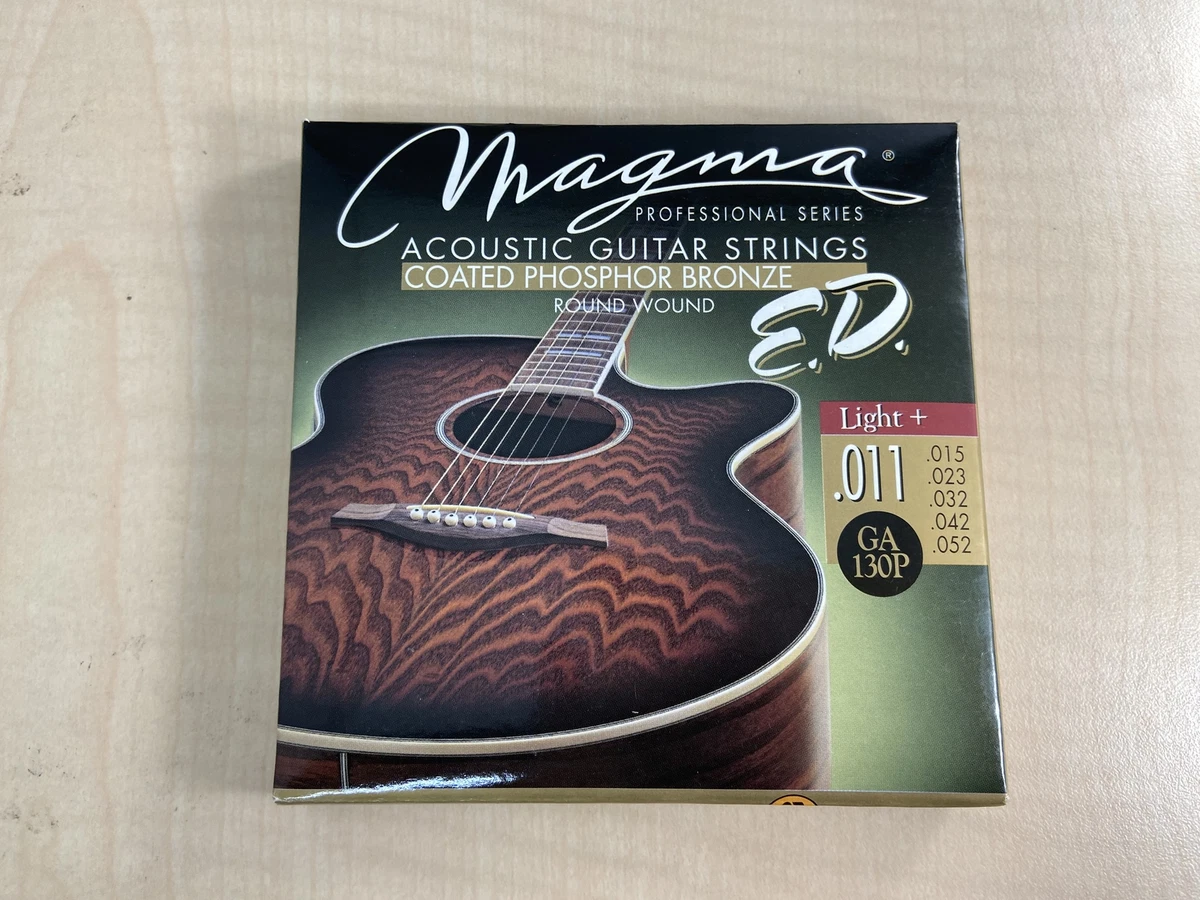 Magma®
PROFESSIONAL SERIES
ACOUSTIC GUITAR STRINGS
COATED PHOSPHOR BRONZE
ROUND WOUND
E.D.
Light +
.011
.015
.023
.032
.042
.052
GA
130P